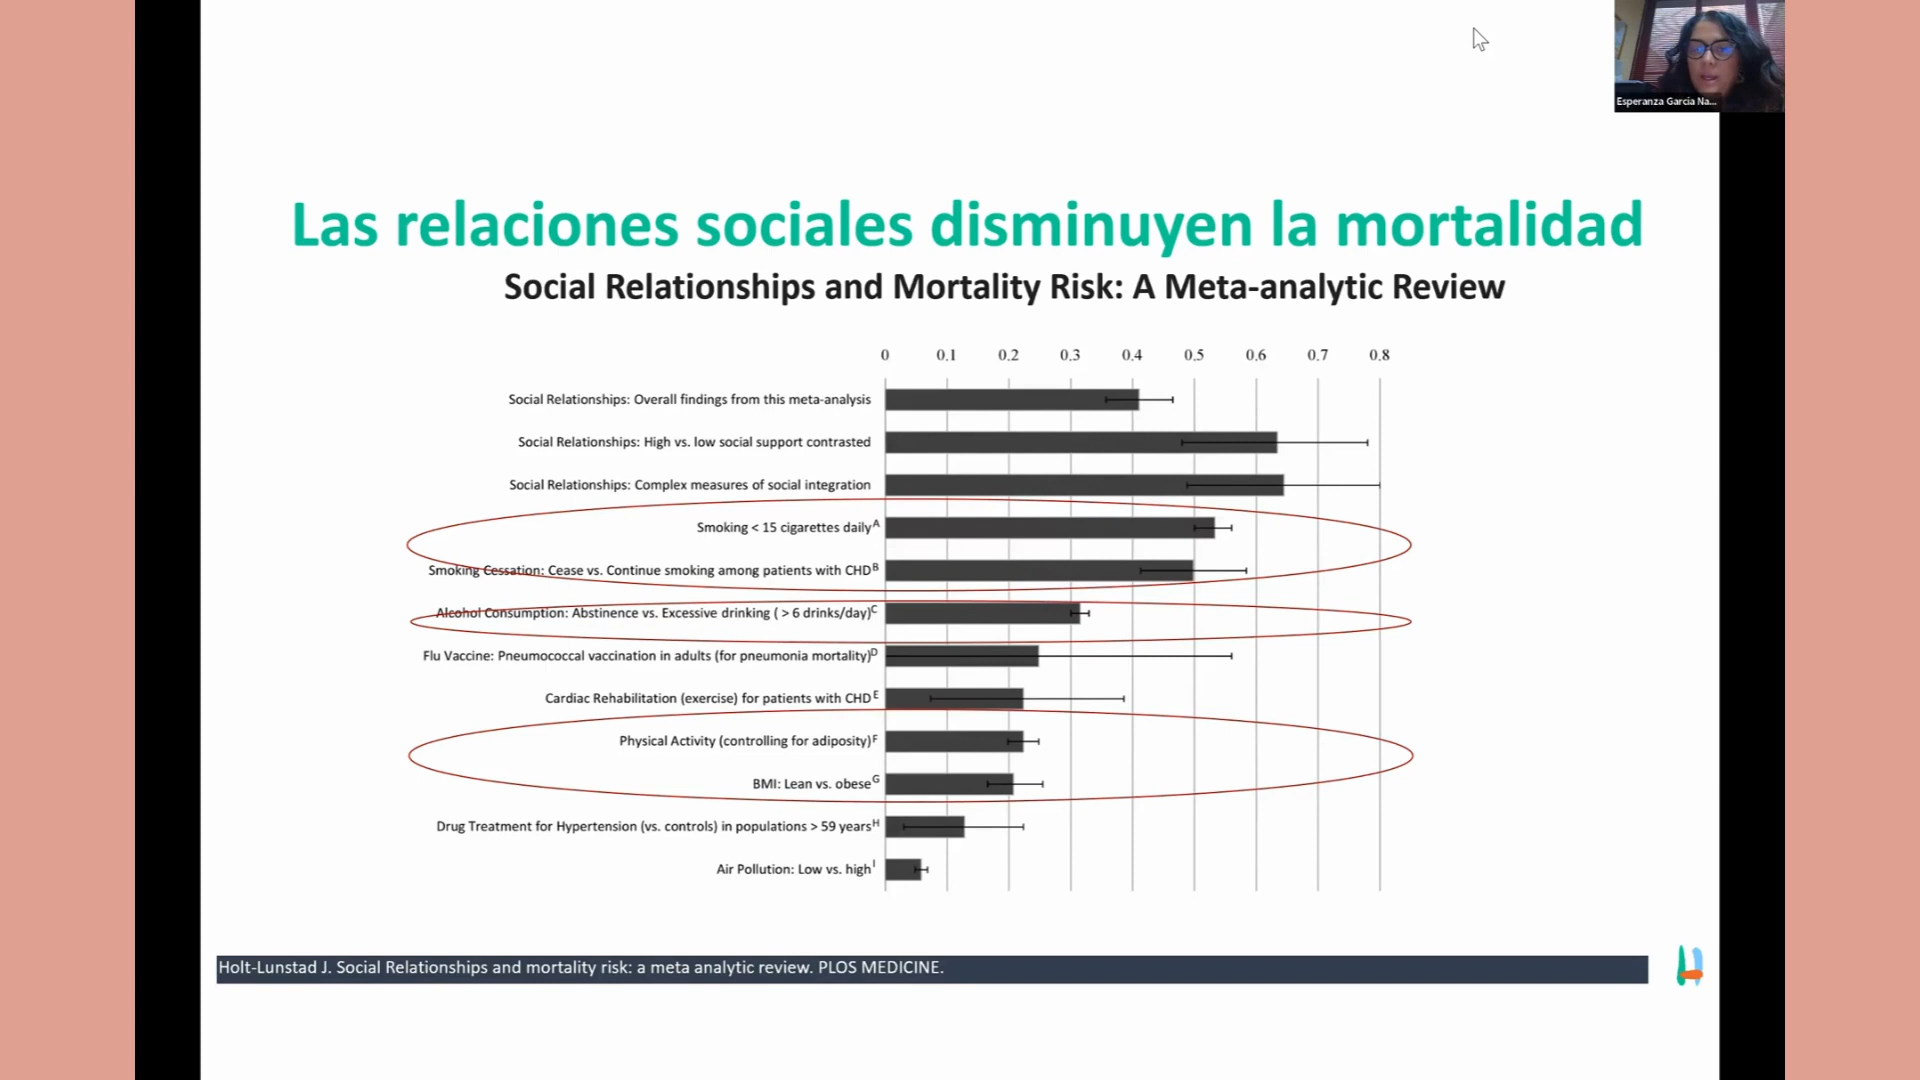 Esperanza Garcia Na...
Las relaciones sociales disminuyen la mortalidad
Social Relationships and Mortality Risk: A Meta-analytic Review
0 0.1 0.2 0.3 0.4 0.5 0.6 0.7 0.8
Social Relationships: Overall findings from this meta-analysis
Social Relationships: High vs. low social support contrasted
Social Relationships: Complex measures of social integration
Smoking < 15 cigarettes daily A
Smoking Cessation: Cease vs. Continue smoking among patients with CHD B
Alcohol Consumption: Abstinence vs. Excessive drinking ( > 6 drinks/day) C
Flu Vaccine: Pneumococcal vaccination in adults (for pneumonia mortality) D
Cardiac Rehabilitation (exercise) for patients with CHD E
Physical Activity (controlling for adiposity) F
BMI: Lean vs. obese G
Drug Treatment for Hypertension (vs. controls) in populations > 59 years H
Air Pollution: Low vs. high I
Holt-Lunstad J. Social Relationships and mortality risk: a meta analytic review. PLOS MEDICINE.